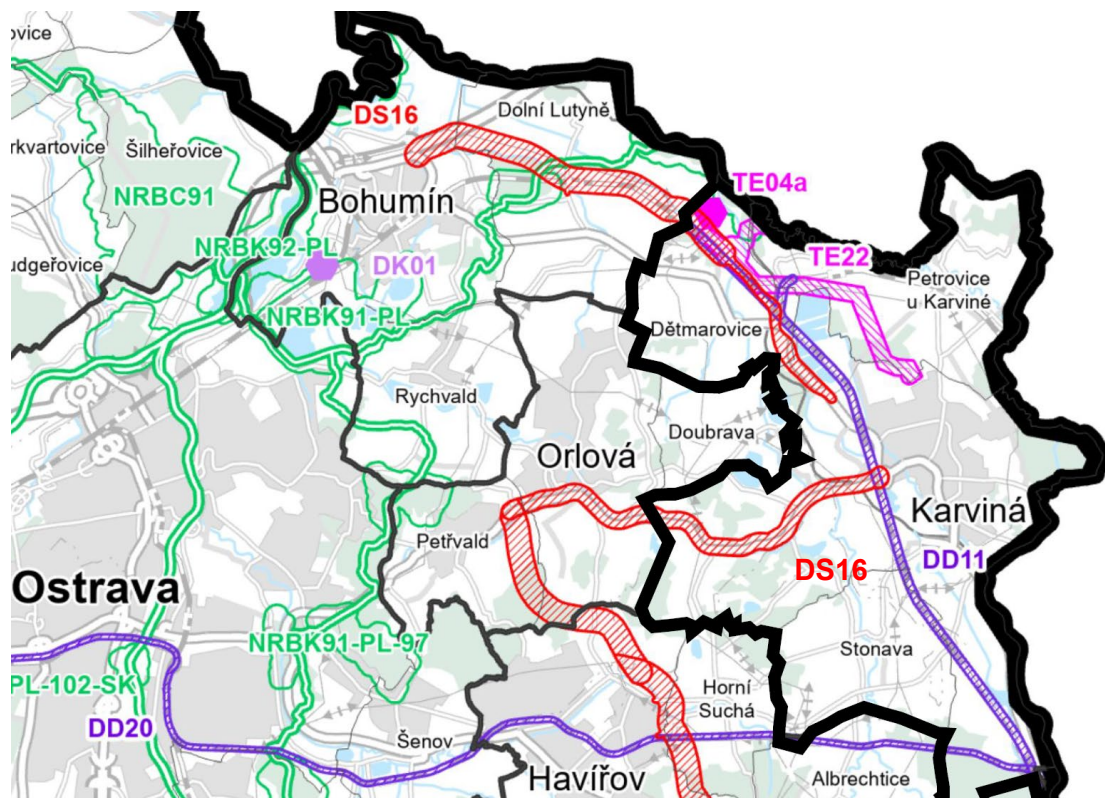 ovice
DS16
Dolní Lutyně
rkvartovice
Šilheřovice
NRBC91
Bohumín
TE04a
NRBK92-PL
DK01
TE22
udgeřovice
Petrovice
u Karviné
NRBK91-PL
Dětmarovice
Rychvald
Doubrava
Orlová
Karviná
Petřvald
DD11
DS16
Ostrava
NRBK91-PL-97
Stonava
PL-102-SK
Horní
Suchá
DD20
Šenov
Havířov
Albrechtice